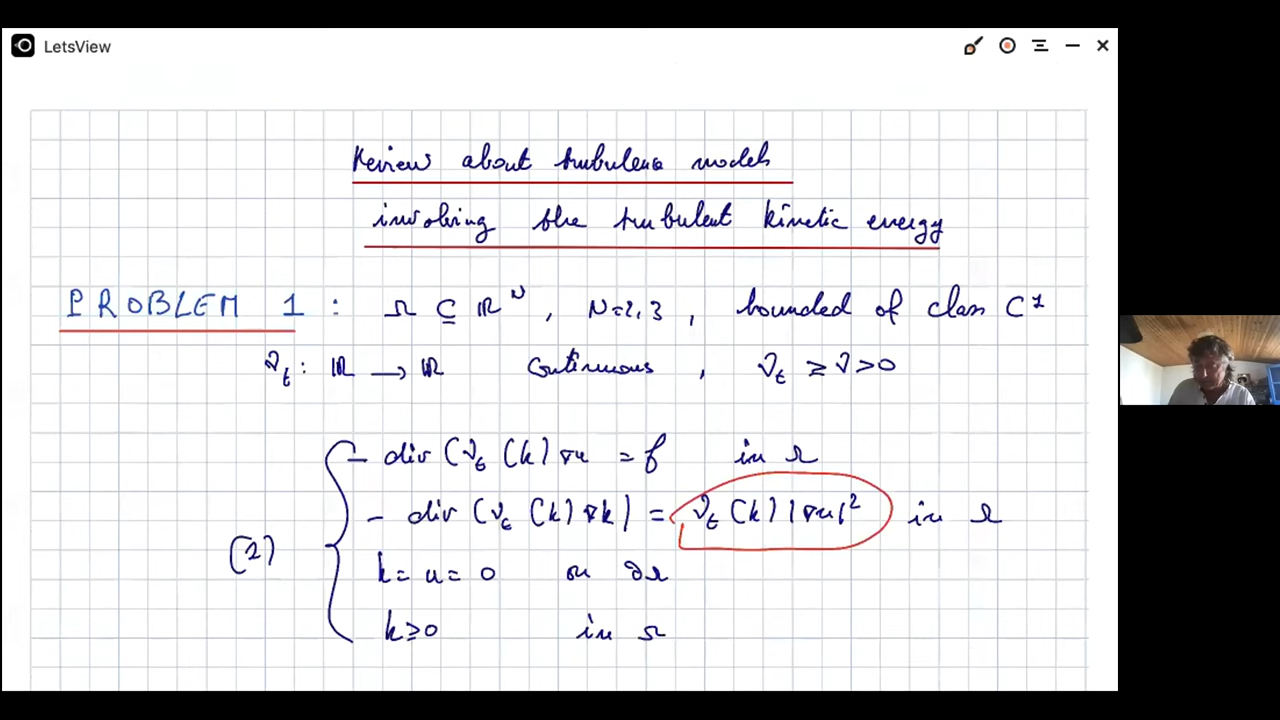 LetsView
Review about turbulence models
involving the turbulent kinetic energy
PROBLEM 1 : Ω ⊆ ℝ^N , N=2,3 , bounded of class C^1
ν_t : ℝ → ℝ continuous , ν_t ≥ ν > 0
- div (ν_t (k) ∇u = f in Ω
- div (ν_t (k) ∇k) = ν_t (k) |∇u|^2 in Ω
(2)
k = u = 0 on ∂Ω
k ≥ 0 in Ω